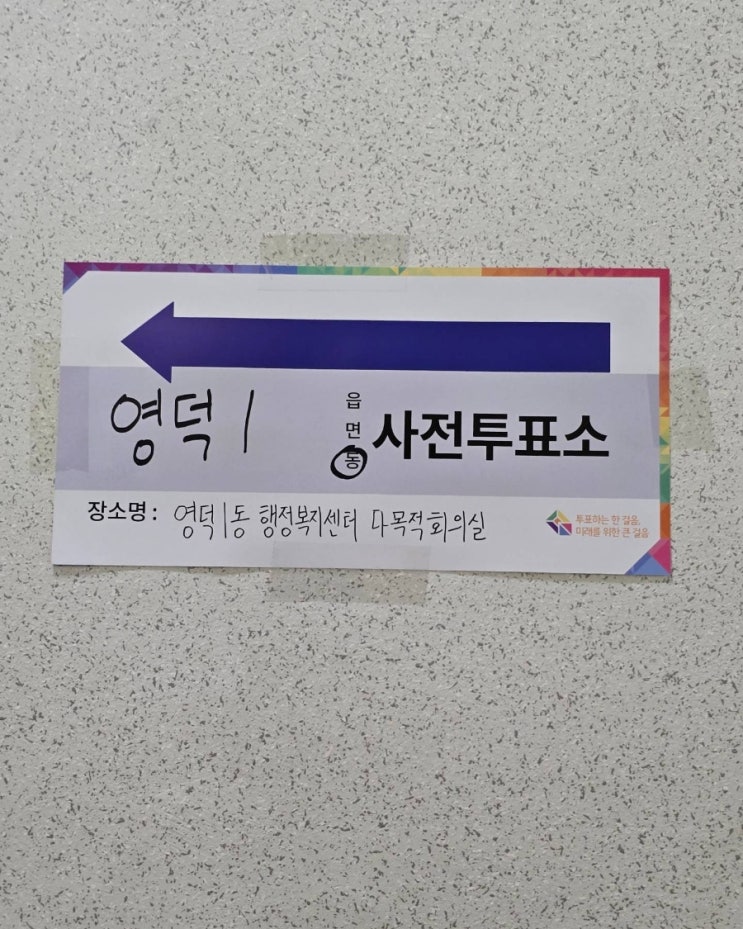 영덕1 읍면동 사전투표소
장소명 : 영덕1동 행정복지센터 다목적회의실
투표하는 한 걸음,
미래를 위한 큰 걸음